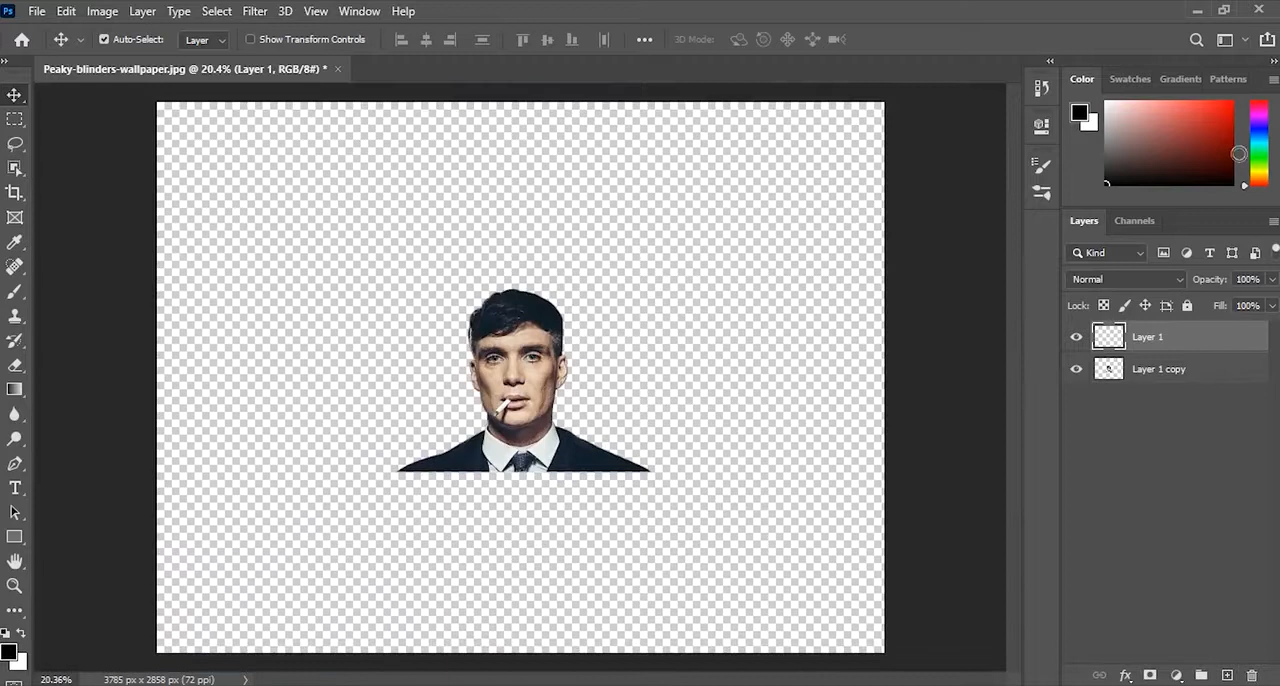 Ps File Edit Image Layer Type Select Filter 3D View Window Help
Auto-Select: Layer Show Transform Controls 3D Mode:
Peaky-blinders-wallpaper.jpg @ 20.4% (Layer 1, RGB/8#) *
Color Swatches Gradients Patterns
Layers Channels
Kind
Normal Opacity: 100%
Lock: Fill: 100%
Layer 1
Layer 1 copy
fx
20.36% 3785 px x 2858 px (72 ppi)